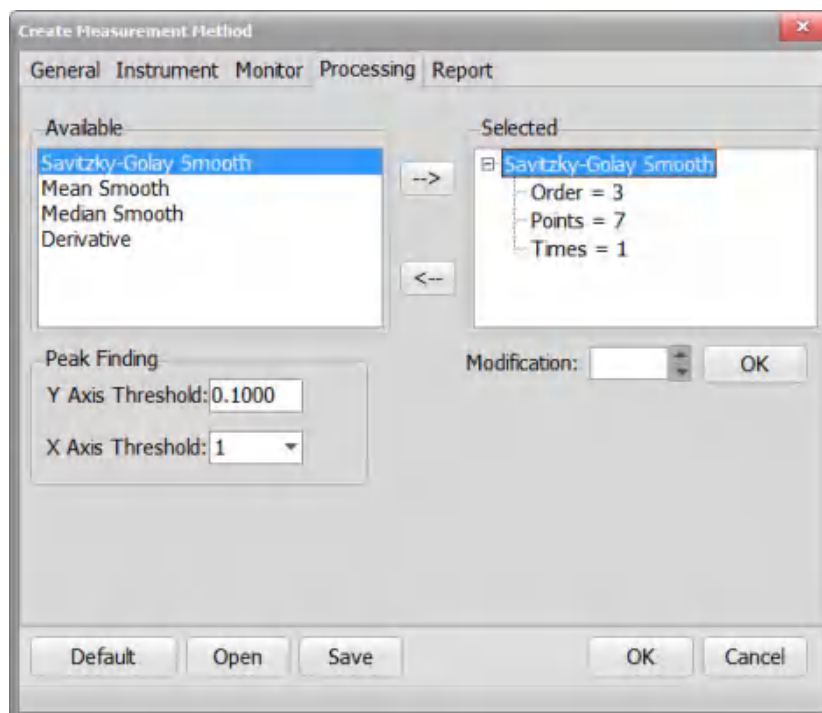 Create Measurement Method
General Instrument Monitor Processing Report
Available
Savitzky-Golay Smooth
Mean Smooth
Median Smooth
Derivative
-->
<--
Selected
Savitzky-Golay Smooth
Order = 3
Points = 7
Times = 1
Peak Finding
Y Axis Threshold: 0.1000
X Axis Threshold: 1
Modification:
OK
Default Open Save OK Cancel